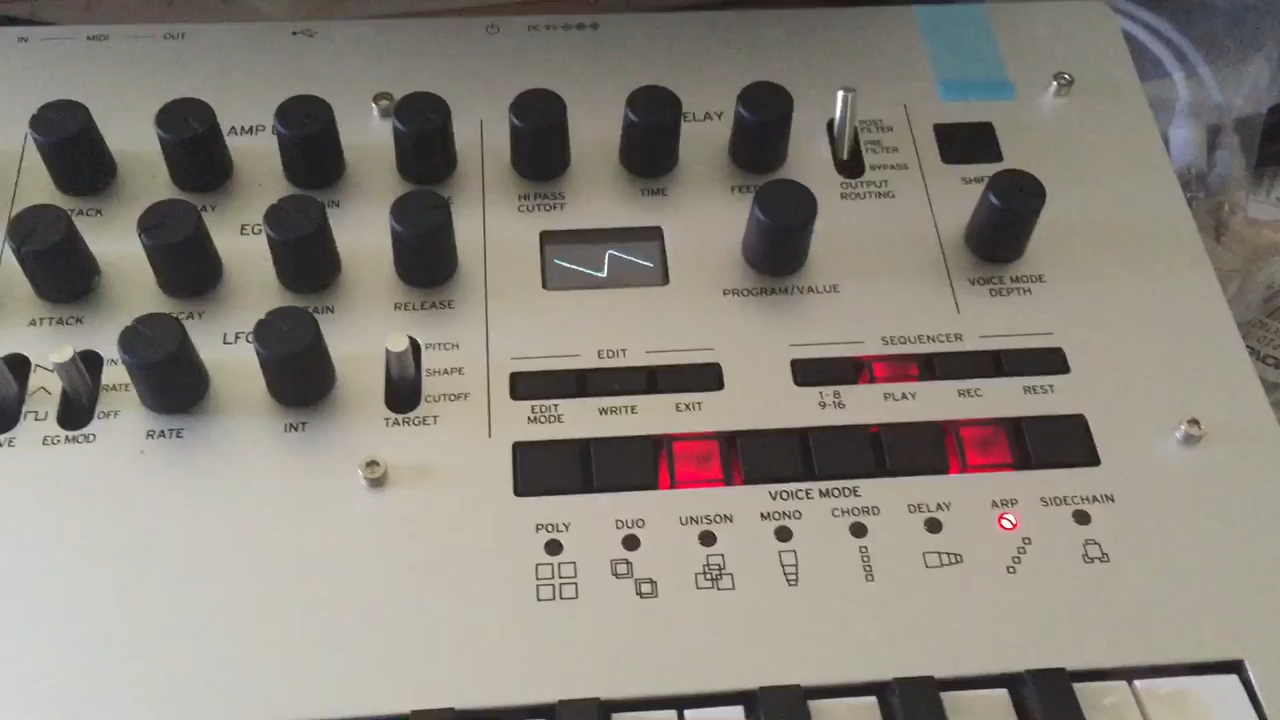 IN MIDI OUT
DC 9V
AMP
DELAY
POST
FILTER
PRE
FILTER
BYPASS
OUTPUT
ROUTING
HI PASS
CUTOFF
TIME
EG
VOICE MODE
DEPTH
PROGRAM/VALUE
ATTACK
RELEASE
LFO
PITCH
SHAPE
CUTOFF
TARGET
RATE
OFF
EG MOD
RATE
INT
EDIT
EDIT
MODE
WRITE
EXIT
SEQUENCER
1-8
9-16
PLAY
REC
REST
VOICE MODE
POLY
DUO
UNISON
MONO
CHORD
DELAY
ARP
SIDECHAIN